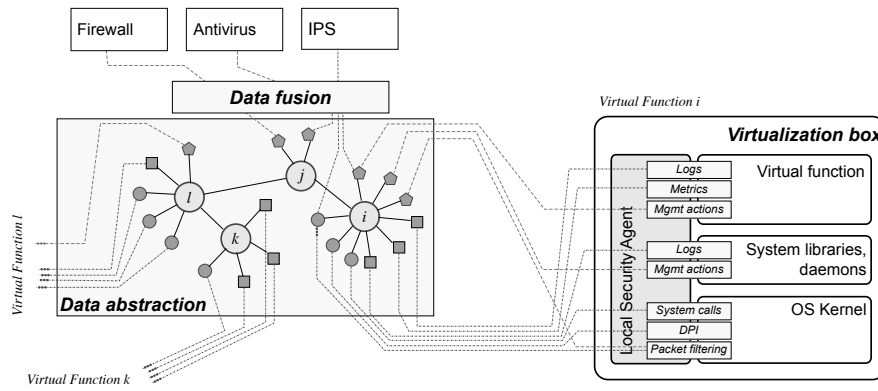 Firewall
Antivirus
IPS
Data fusion
j
l
i
k
Data abstraction
Virtual Function l
Virtual Function k
Virtual Function i
Virtualization box
Local Security Agent
Logs
Metrics
Mgmt actions
Virtual function
Logs
Mgmt actions
System libraries,
daemons
System calls
DPI
Packet filtering
OS Kernel